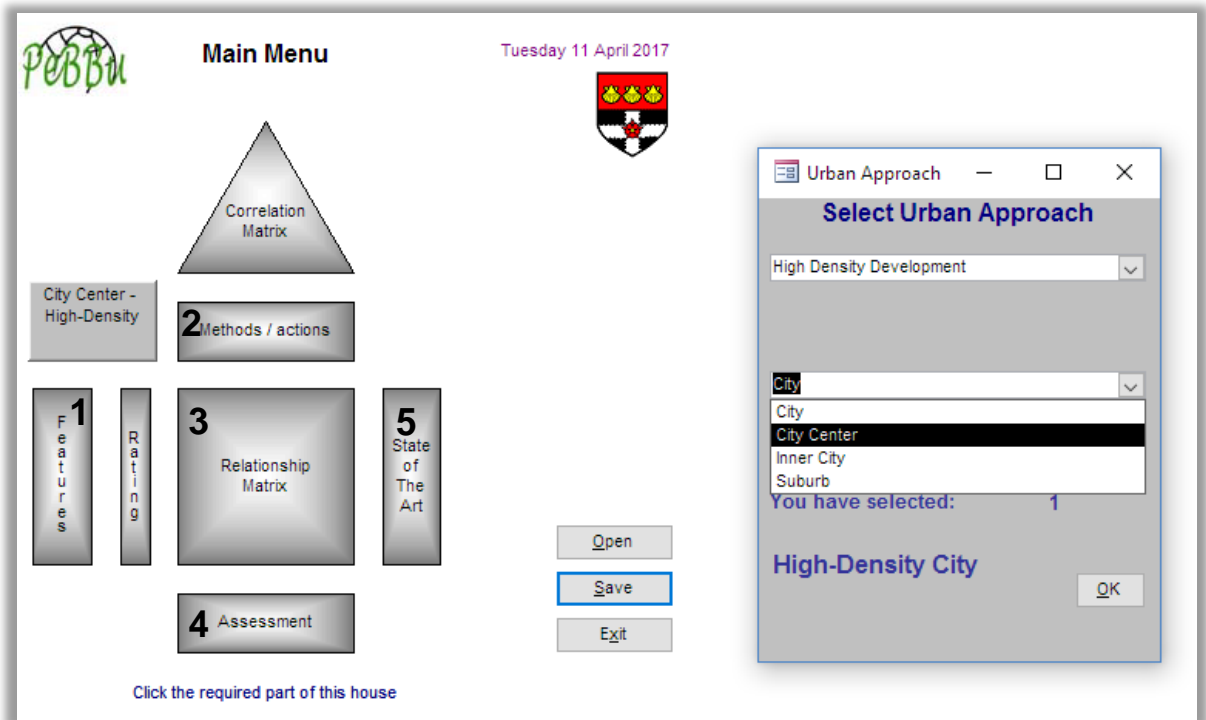 PeBBu
Main Menu
Tuesday 11 April 2017
Correlation
Matrix
City Center -
High-Density
2
Methods / actions
1
Features
Rating
3
Relationship
Matrix
5
State
of
The
Art
4
Assessment
Click the required part of this house
Open
Save
Exit
Urban Approach
Select Urban Approach
High Density Development
City
City
City Center
Inner City
Suburb
You have selected: 1
High-Density City
OK